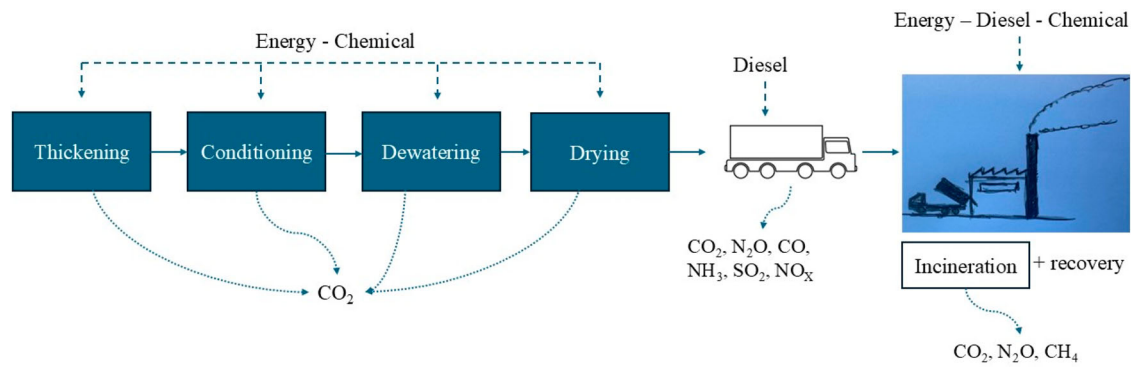 Energy - Chemical
Energy – Diesel - Chemical
Diesel
Thickening
Conditioning
Dewatering
Drying
CO₂, N₂O, CO,
NH₃, SO₂, NOₓ
CO₂
Incineration
+ recovery
CO₂, N₂O, CH₄